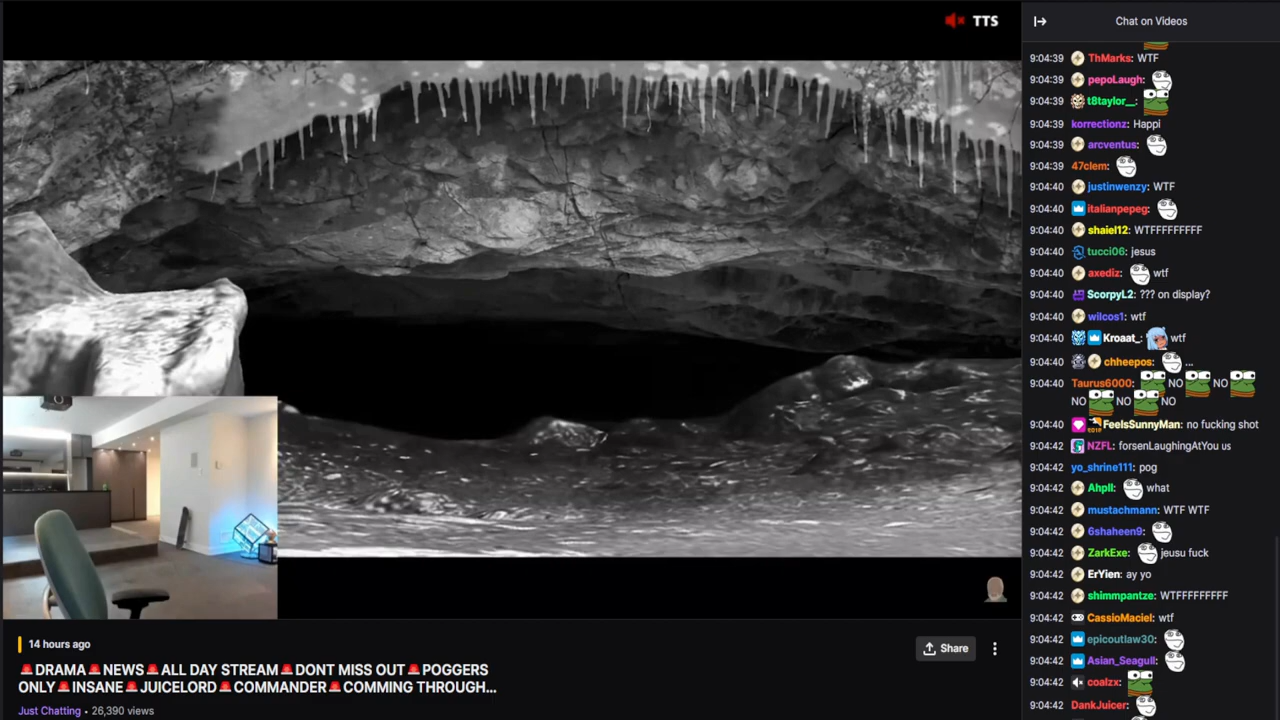 TTS
Chat on Videos
9:04:39 ThMarks: WTF
9:04:39 pepoLaugh:
9:04:39 t8taylor__:
9:04:39 korrectionz: Happi
9:04:39 arcventus:
9:04:39 47clem:
9:04:40 justinwenzy: WTF
9:04:40 italianpepeg:
9:04:40 shaiel12: WTFFFFFFFFF
9:04:40 tucci06: jesus
9:04:40 axediz: wtf
9:04:40 ScorpyL2: ??? on display?
9:04:40 wilcos1: wtf
9:04:40 Kroaat_: wtf
9:04:40 chheepos: ...
9:04:40 Taurus6000: NO NO
NO NO NO
9:04:40 FeelsSunnyMan: no fucking shot
9:04:42 NZFL: forsenLaughingAtYou us
9:04:42 yo_shrine111: pog
9:04:42 Ahpll: what
9:04:42 mustachmann: WTF WTF
9:04:42 6shaheen9:
9:04:42 ZarkExe: jeusu fuck
9:04:42 ErYien: ay yo
9:04:42 shimmpantze: WTFFFFFFFFF
9:04:42 CassioMaciel: wtf
9:04:42 epicoutlaw30:
9:04:42 Asian_Seagull:
9:04:42 coalzx:
9:04:42 DankJuicer:
14 hours ago
Share
🚨DRAMA🚨NEWS🚨ALL DAY STREAM🚨DONT MISS OUT🚨POGGERS
ONLY🚨INSANE🚨JUICELORD🚨COMMANDER🚨COMMING THROUGH...
Just Chatting • 26,390 views